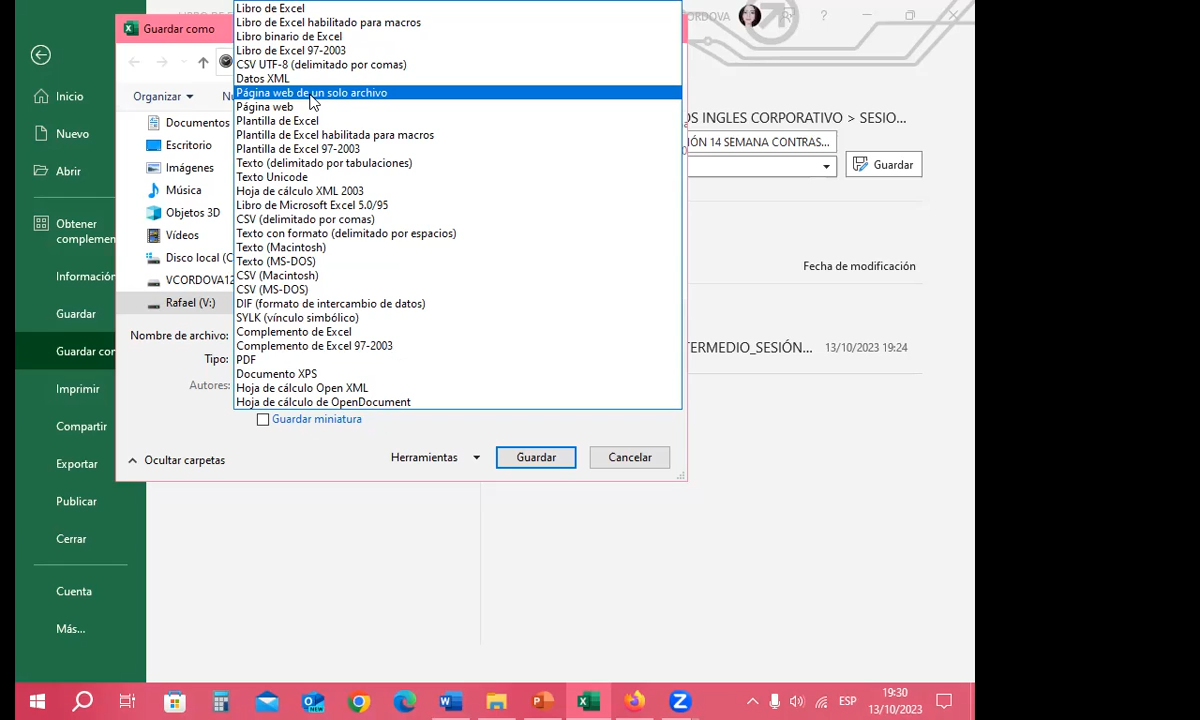 Libro de Excel
Libro de Excel habilitado para macros
Libro binario de Excel
Libro de Excel 97-2003
CSV UTF-8 (delimitado por comas)
Datos XML
Página web de un solo archivo
Página web
Plantilla de Excel
Plantilla de Excel habilitada para macros
Plantilla de Excel 97-2003
Texto (delimitado por tabulaciones)
Texto Unicode
Hoja de cálculo XML 2003
Libro de Microsoft Excel 5.0/95
CSV (delimitado por comas)
Texto con formato (delimitado por espacios)
Texto (Macintosh)
Texto (MS-DOS)
CSV (Macintosh)
CSV (MS-DOS)
DIF (formato de intercambio de datos)
SYLK (vínculo simbólico)
Complemento de Excel
Complemento de Excel 97-2003
PDF
Documento XPS
Hoja de cálculo Open XML
Hoja de cálculo de OpenDocument
Guardar como
Organizar
Nu
Documentos
Escritorio
Imágenes
Música
Objetos 3D
Vídeos
Disco local (C
VCORDOVA12
Rafael (V:)
Nombre de archivo:
Tipo:
Autores:
Guardar miniatura
Ocultar carpetas
Herramientas
Guardar
Cancelar
Inicio
Nuevo
Abrir
Obtener
complemen
Información
Guardar
Guardar com
Imprimir
Compartir
Exportar
Publicar
Cerrar
Cuenta
Más...
ORDOVA
?
OS INGLES CORPORATIVO > SESIO...
IÓN 14 SEMANA CONTRAS...
Guardar
Fecha de modificación
TERMEDIO_SESIÓN...
13/10/2023 19:24
ESP
19:30
13/10/2023